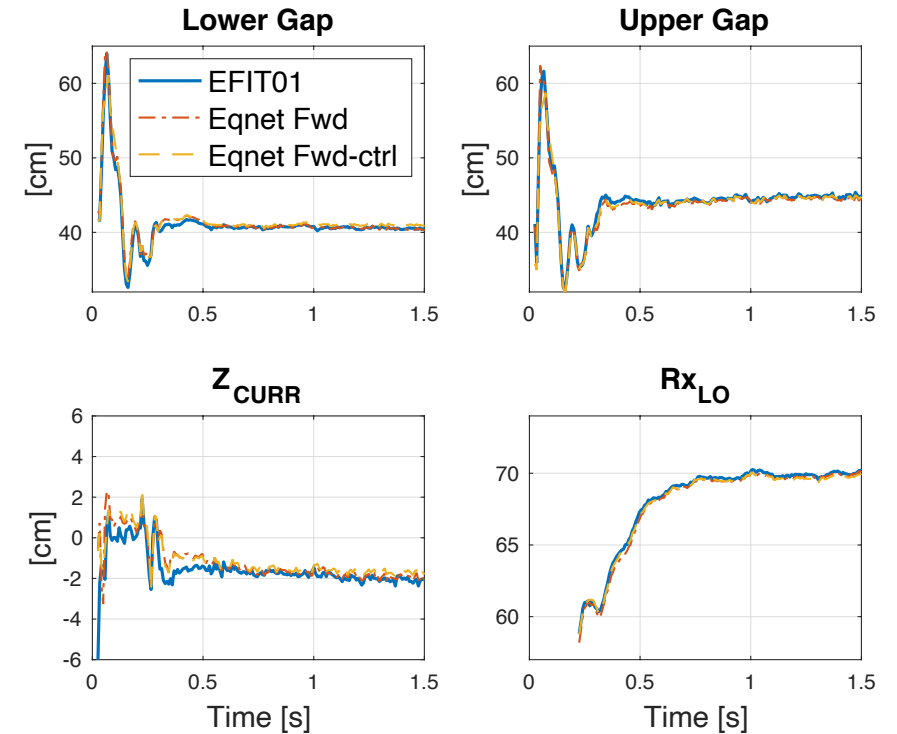 Lower Gap
Upper Gap
EFIT01
Eqnet Fwd
Eqnet Fwd-ctrl
[cm]
60
50
40
0 0.5 1 1.5
[cm]
60
50
40
0 0.5 1 1.5
Z_CURR
Rx_LO
[cm]
6
4
2
0
-2
-4
-6
0 0.5 1 1.5
Time [s]
70
65
60
0 0.5 1 1.5
Time [s]